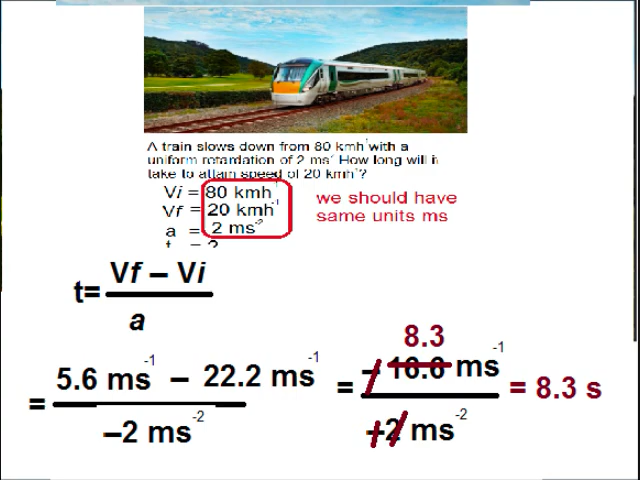 A train slows down from 80 kmh⁻¹ with a
uniform retardation of 2 ms⁻² How long will it
take to attain speed of 20 kmh⁻¹?
Vi = 80 kmh⁻¹
Vf = 20 kmh⁻¹
a = 2 ms⁻²
t = ?
we should have
same units ms
t= Vf – Vi / a
= 5.6 ms⁻¹ – 22.2 ms⁻¹ / –2 ms⁻²
8.3
= –16.6 ms⁻¹ / –2 ms⁻² = 8.3 s